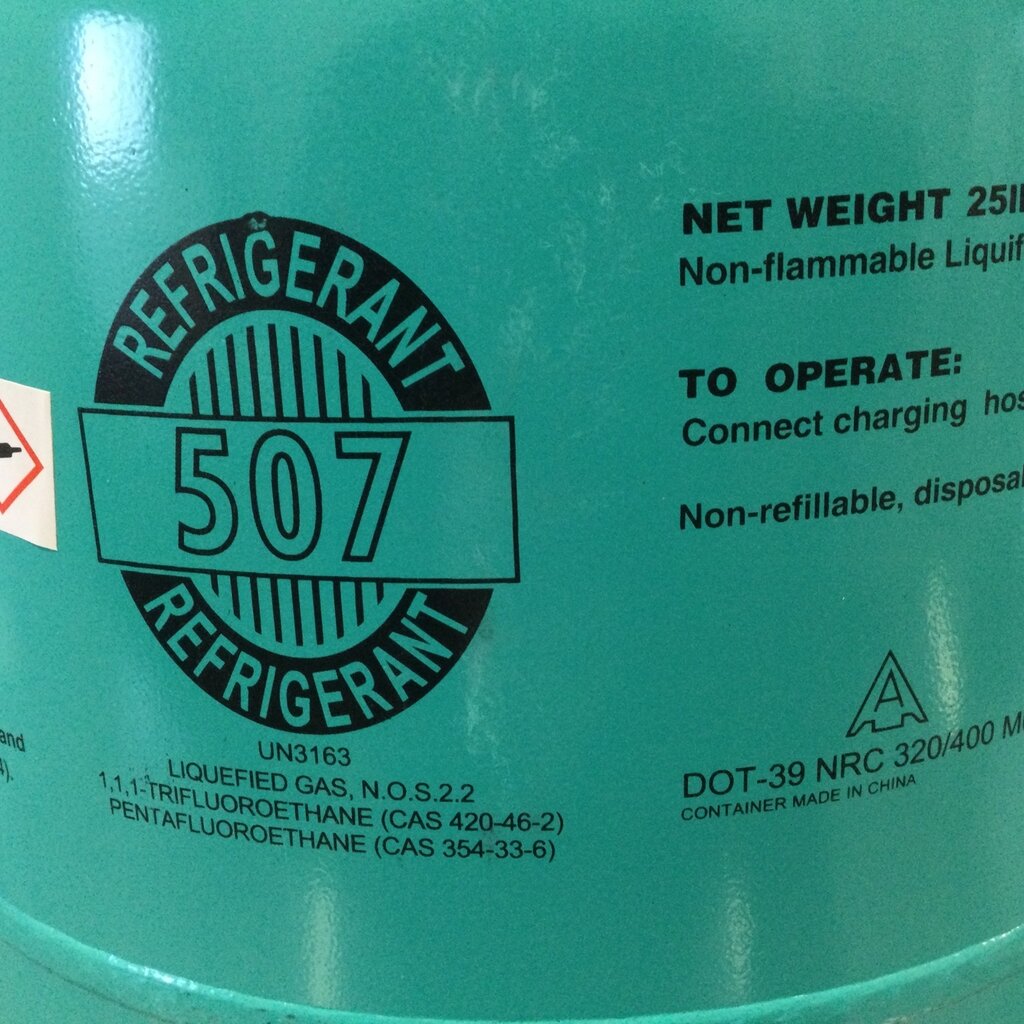 REFRIGERANT
507
REFRIGERANT
UN3163
LIQUEFIED GAS, N.O.S.2.2
1,1,1-TRIFLUOROETHANE (CAS 420-46-2)
PENTAFLUOROETHANE (CAS 354-33-6)
and
4).
NET WEIGHT 25
Non-flammable
TO OPERATE:
Connect charging
Non-refillable,
DOT-39 NRC 320/400
CONTAINER MADE IN CHINA